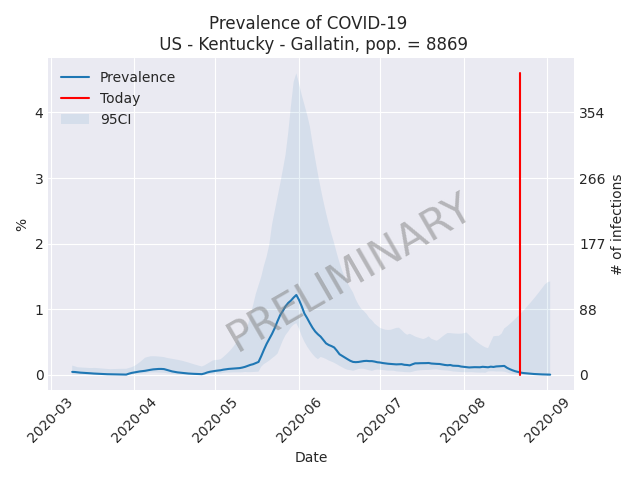 Prevalence of COVID-19
US - Kentucky - Gallatin, pop. = 8869
Prevalence
Today
95CI
%
4
3
2
1
0
354
266
177
88
0
# of infections
PRELIMINARY
2020-03
2020-04
2020-05
2020-06
2020-07
2020-08
2020-09
Date